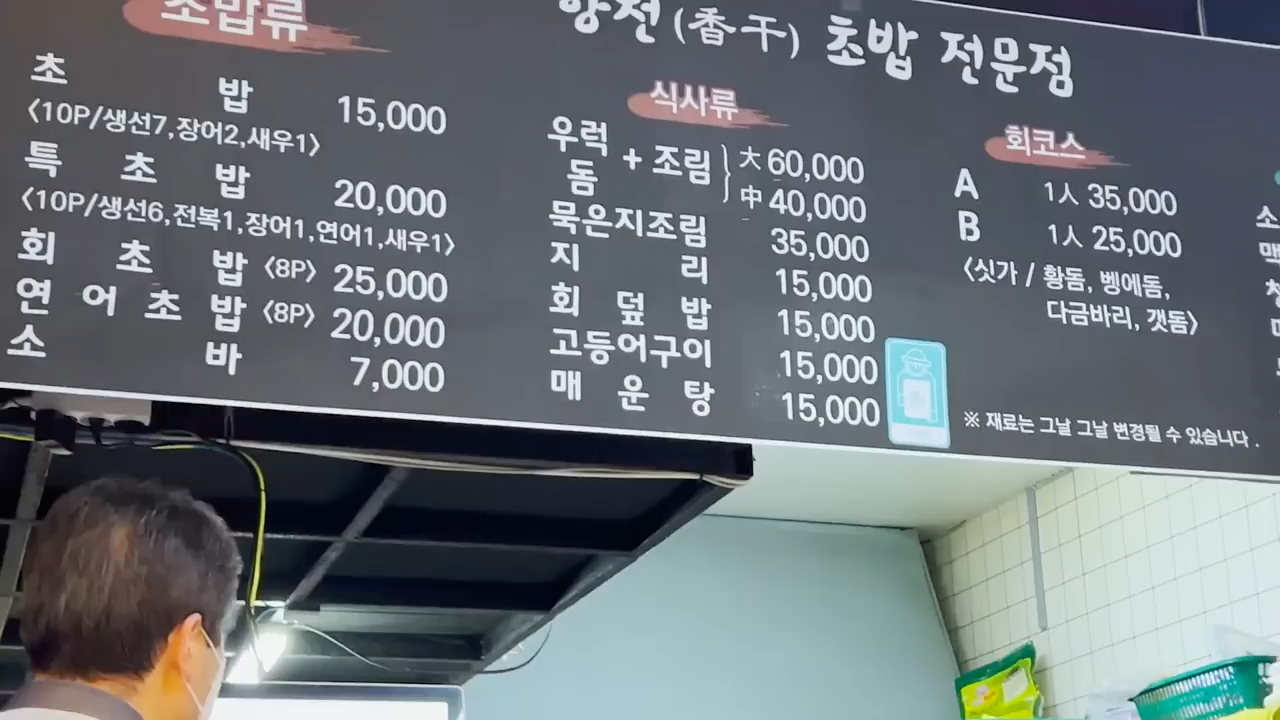 초밥류
초 밥 15,000
〈10P/생선7,장어2,새우1〉
특 초 밥 20,000
〈10P/생선6,전복1,장어1,연어1,새우1〉
회 초 밥 〈8P〉 25,000
연 어 초 밥 〈8P〉 20,000
소 바 7,000
(香干) 초밥 전문점
식사류
우럭
돔 + 조림 大 60,000
中 40,000
묵은지조림 35,000
지 리 15,000
회 덮 밥 15,000
고등어구이 15,000
매 운 탕 15,000
회코스
A 1人 35,000
B 1人 25,000
〈싯가 / 황돔, 벵에돔,
다금바리, 갯돔〉
※ 재료는 그날 그날 변경될 수 있습니다 .